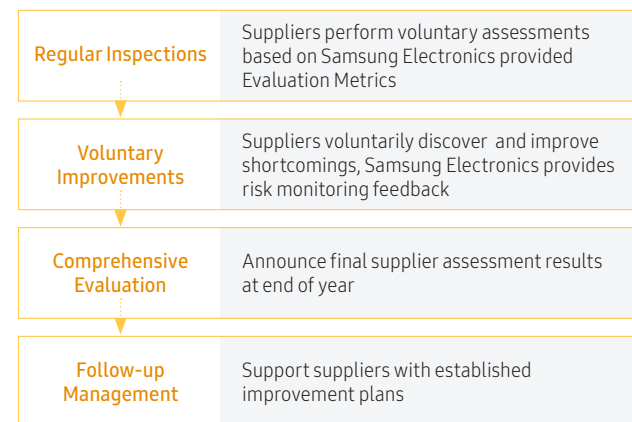 Regular Inspections
Suppliers perform voluntary assessments
based on Samsung Electronics provided
Evaluation Metrics
Voluntary
Improvements
Suppliers voluntarily discover and improve
shortcomings, Samsung Electronics provides
risk monitoring feedback
Comprehensive
Evaluation
Announce final supplier assessment results
at end of year
Follow-up
Management
Support suppliers with established
improvement plans